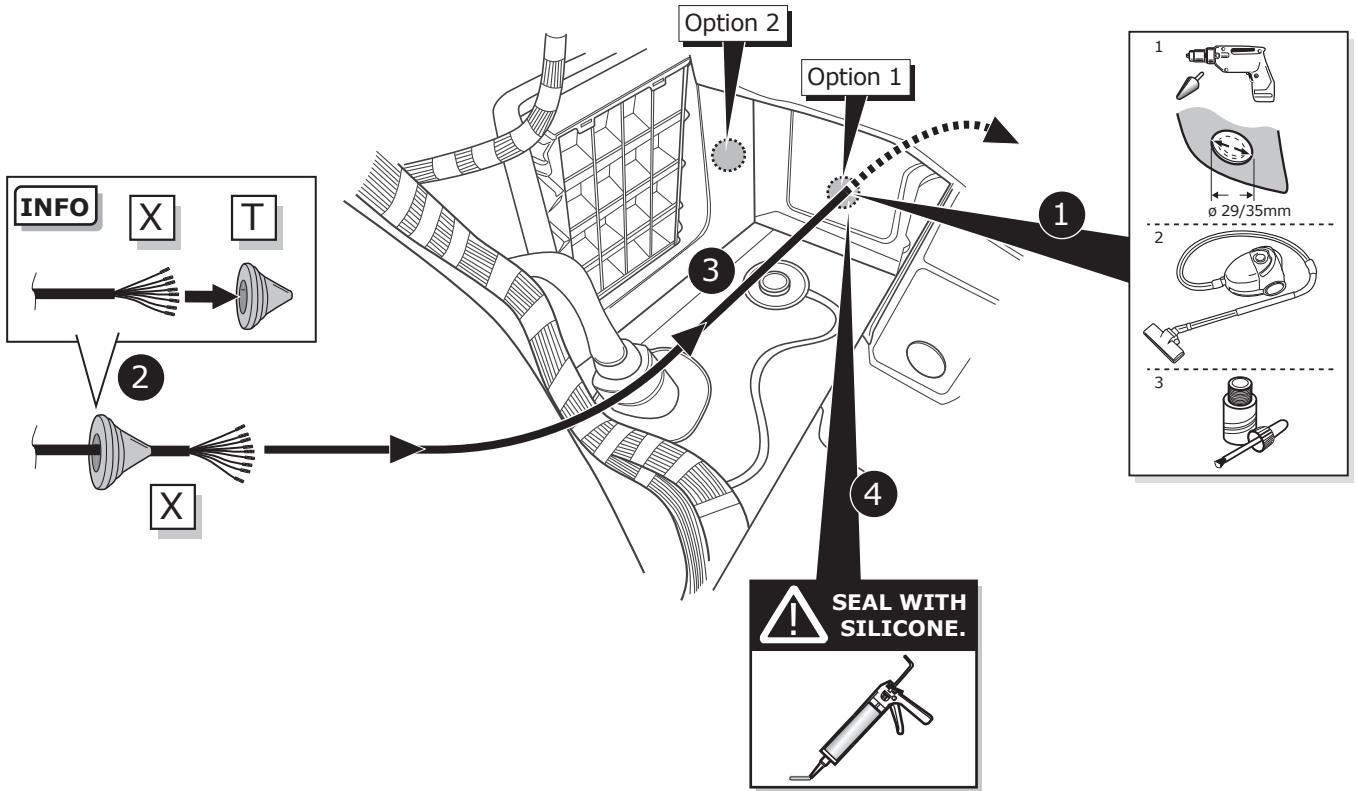 Option 2
Option 1
INFO
X
T
2
X
3
1
4
SEAL WITH
SILICONE.
1
ø 29/35mm
2
3